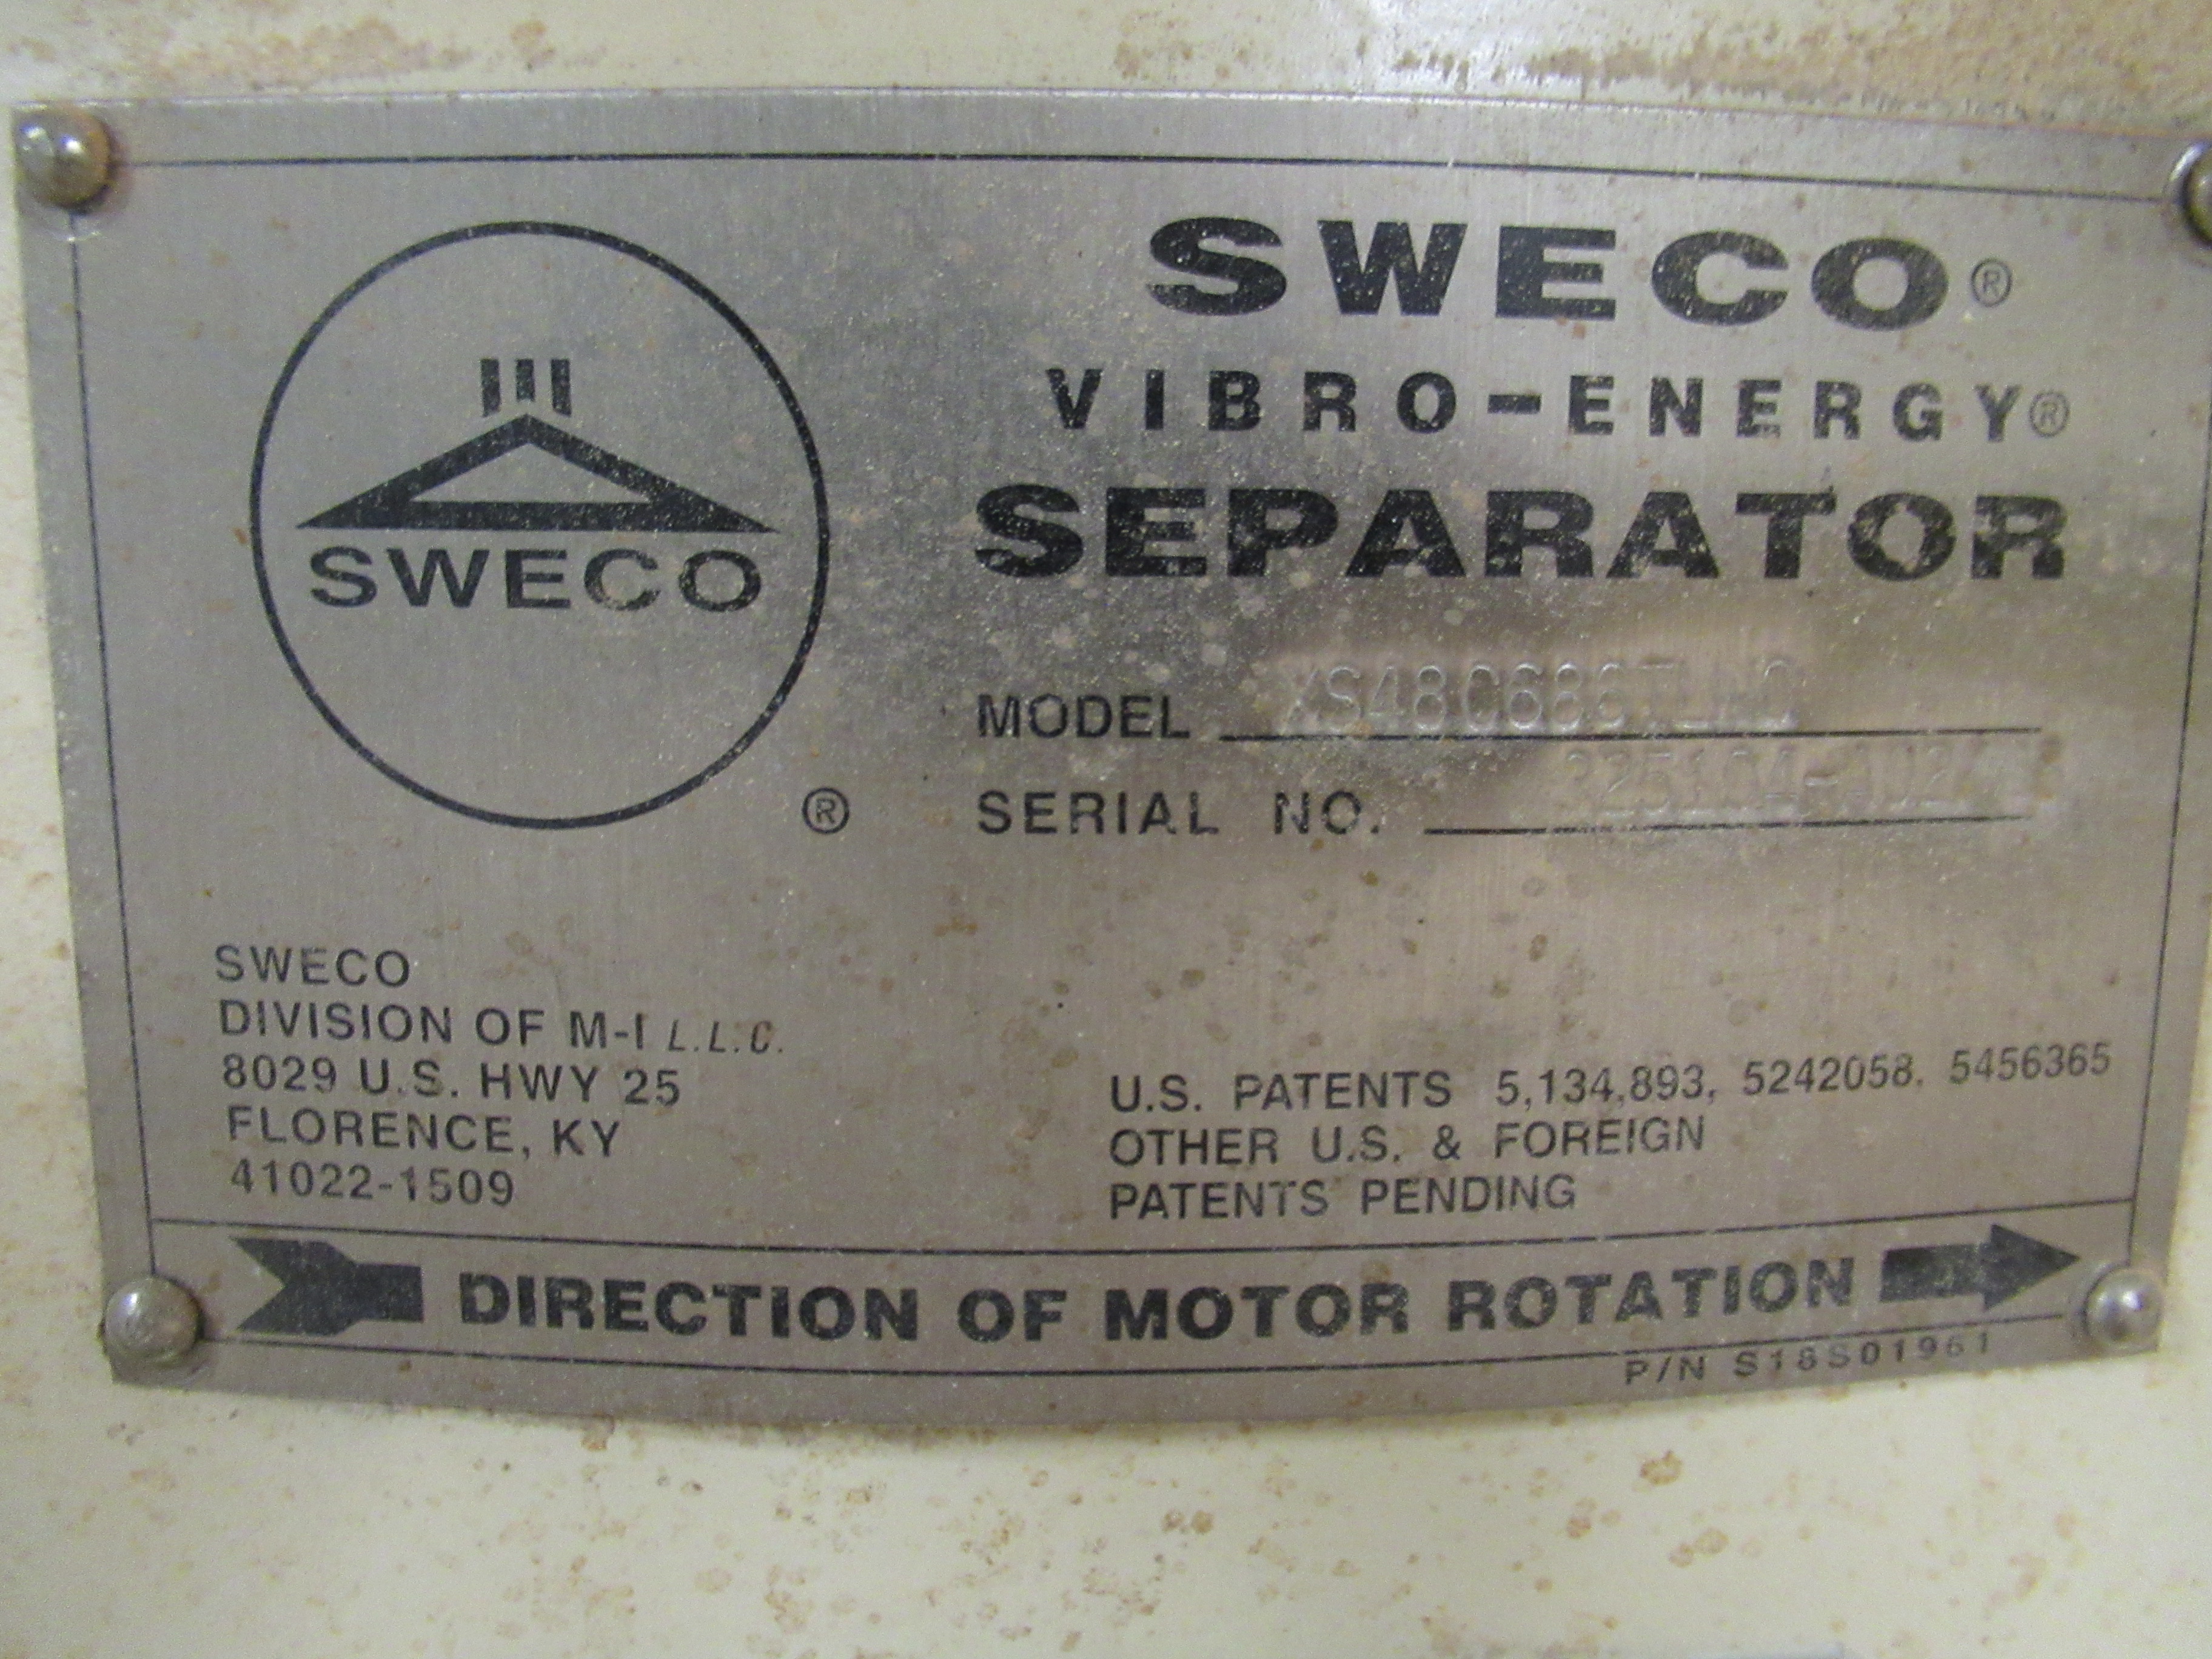 SWECO®
VIBRO-ENERGY®
SEPARATOR
SWECO
®
MODEL
SERIAL NO.
SWECO
DIVISION OF M-I L.L.C.
8029 U.S. HWY 25
FLORENCE, KY
41022-1509
U.S. PATENTS 5,134,893, 5242058, 5456365
OTHER U.S. & FOREIGN
PATENTS PENDING
DIRECTION OF MOTOR ROTATION
P/N S18S01961